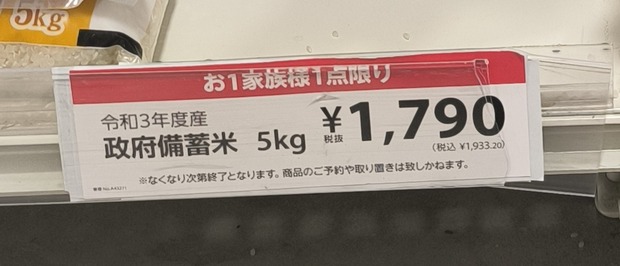 5kg
お1家族様1点限り
令和3年度産
政府備蓄米 5kg
¥1,790
税抜
(税込 ¥1,933.20)
※なくなり次第終了となります。商品のご予約や取り置きは致しかねます。